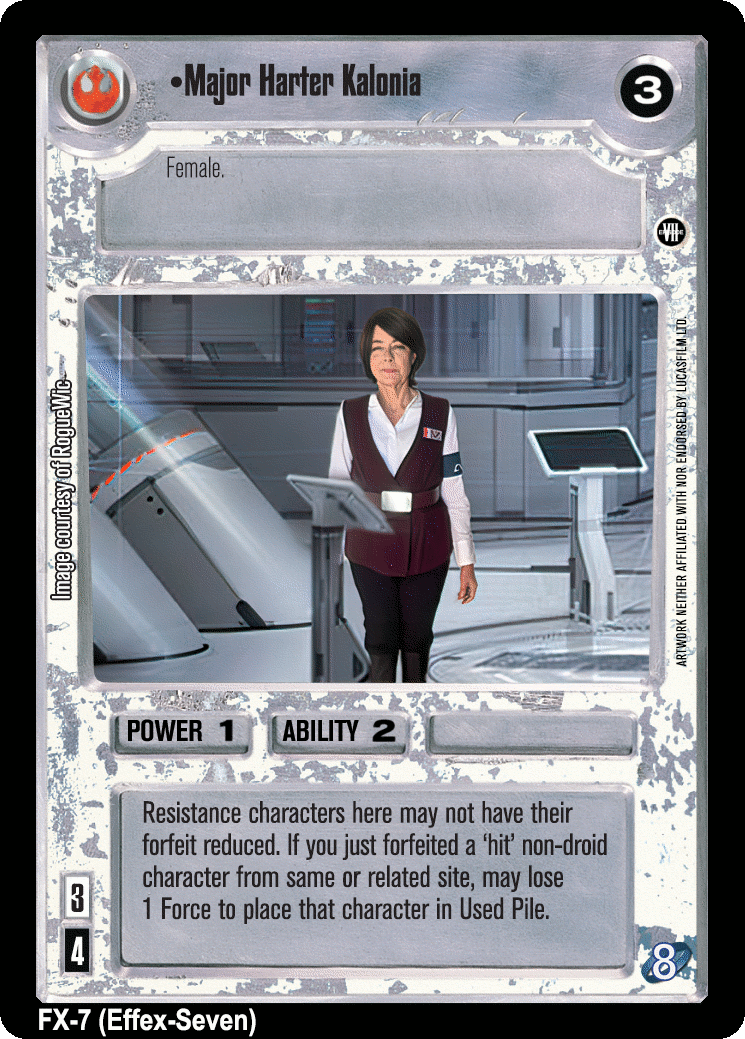 •Major Harter Kalonia
3
Female.
EPISODE
VII
Image courtesy of RogueWic
ARTWORK NEITHER AFFILIATED WITH NOR ENDORSED BY LUCASFILM LTD.
POWER 1
ABILITY 2
Resistance characters here may not have their
forfeit reduced. If you just forfeited a ‘hit’ non-droid
character from same or related site, may lose
1 Force to place that character in Used Pile.
3
4
8
FX-7 (Effex-Seven)